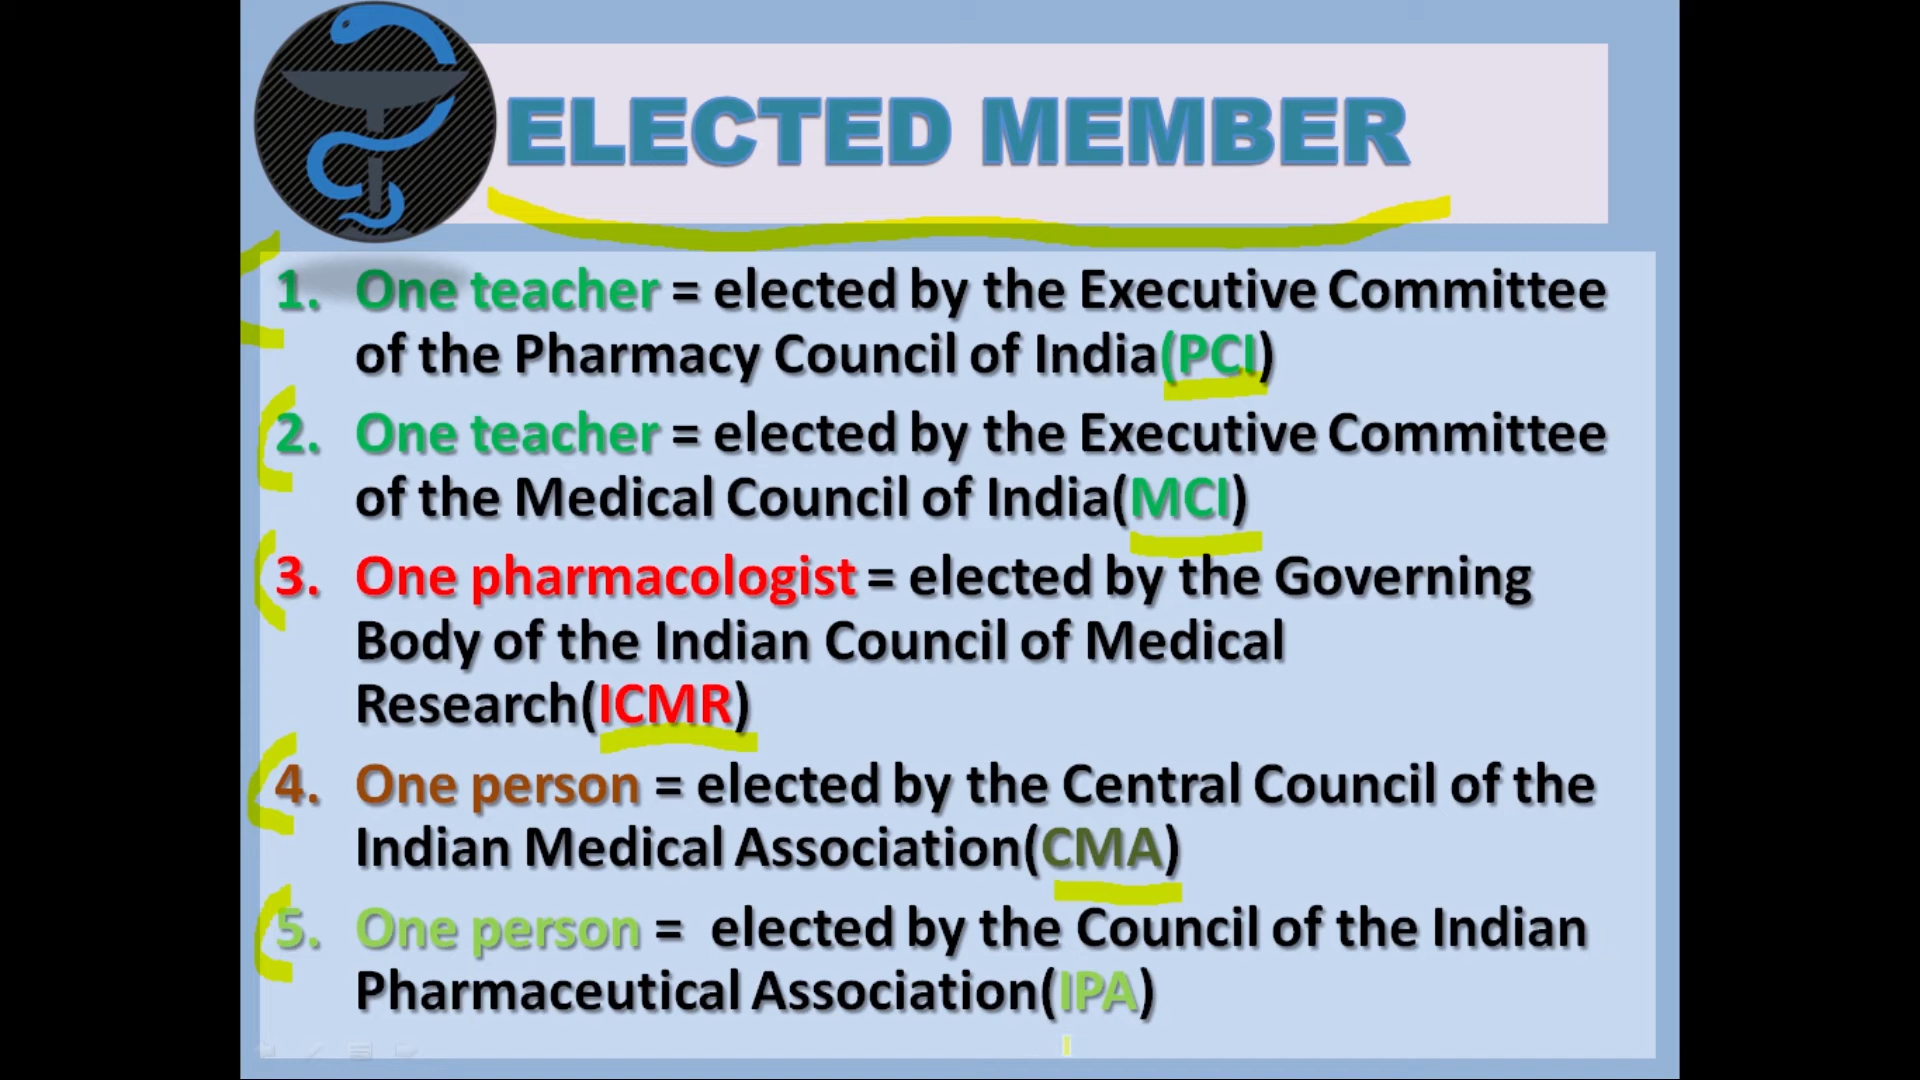 ELECTED MEMBER
1. One teacher = elected by the Executive Committee
of the Pharmacy Council of India(PCI)
2. One teacher = elected by the Executive Committee
of the Medical Council of India(MCI)
3. One pharmacologist = elected by the Governing
Body of the Indian Council of Medical
Research(ICMR)
4. One person = elected by the Central Council of the
Indian Medical Association(CMA)
5. One person = elected by the Council of the Indian
Pharmaceutical Association(IPA)